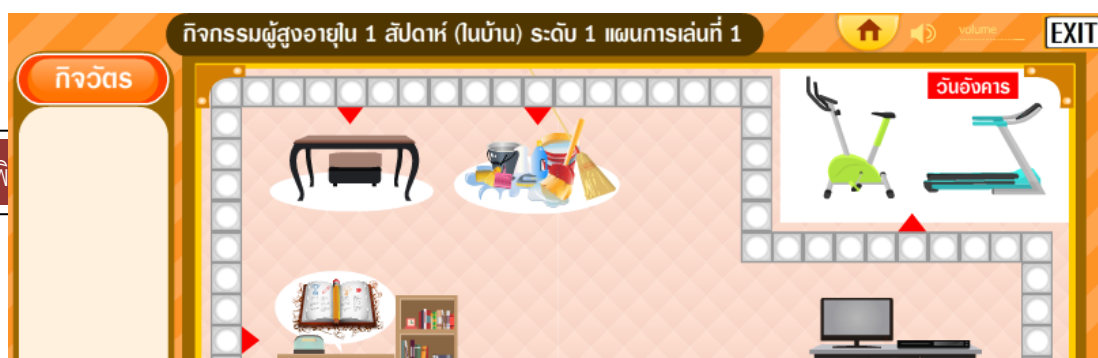 กิจกรรมผู้สูงอายุใน 1 สัปดาห์ (ในบ้าน) ระดับ 1 แผนการเล่นที่ 1
volume
EXIT
กิจวัตร
วันอังคาร